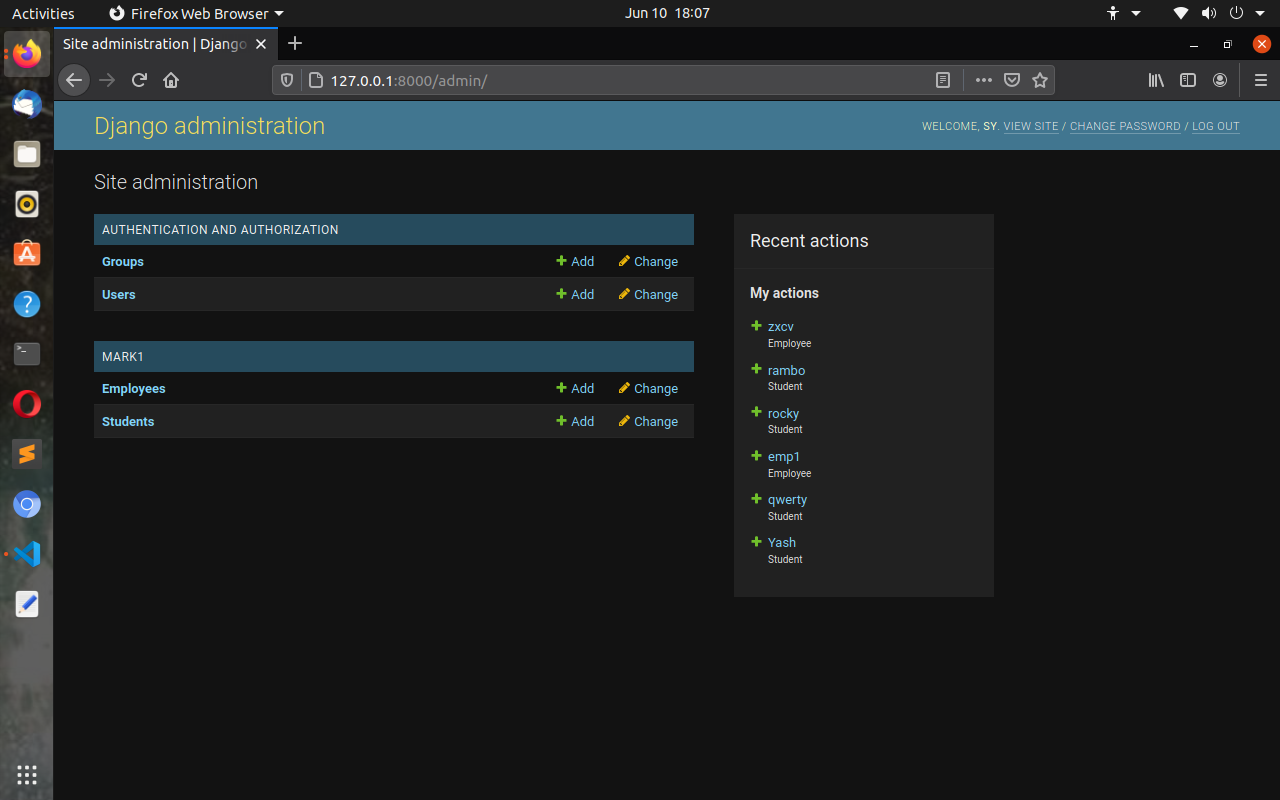 Activities Firefox Web Browser Jun 10 18:07
Site administration | Django
127.0.0.1:8000/admin/
Django administration WELCOME, SY. VIEW SITE / CHANGE PASSWORD / LOG OUT
Site administration
AUTHENTICATION AND AUTHORIZATION
Groups Add Change
Users Add Change
MARK1
Employees Add Change
Students Add Change
Recent actions
My actions
zxcv
Employee
rambo
Student
rocky
Student
emp1
Employee
qwerty
Student
Yash
Student